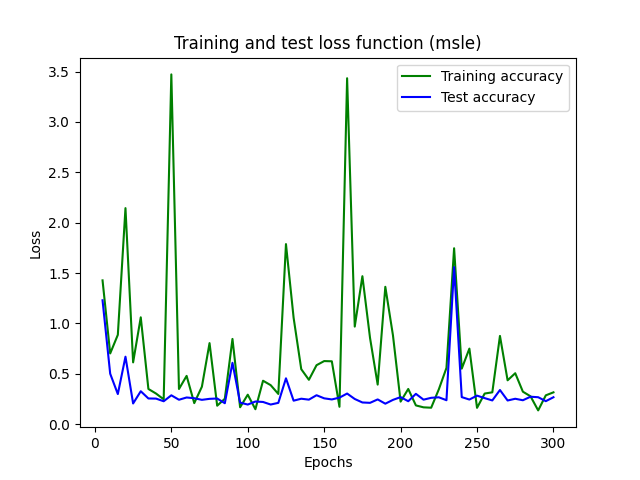 Training and test loss function (msle)
Training accuracy
Test accuracy
3.5
3.0
2.5
2.0
1.5
1.0
0.5
0.0
Loss
0 50 100 150 200 250 300
Epochs